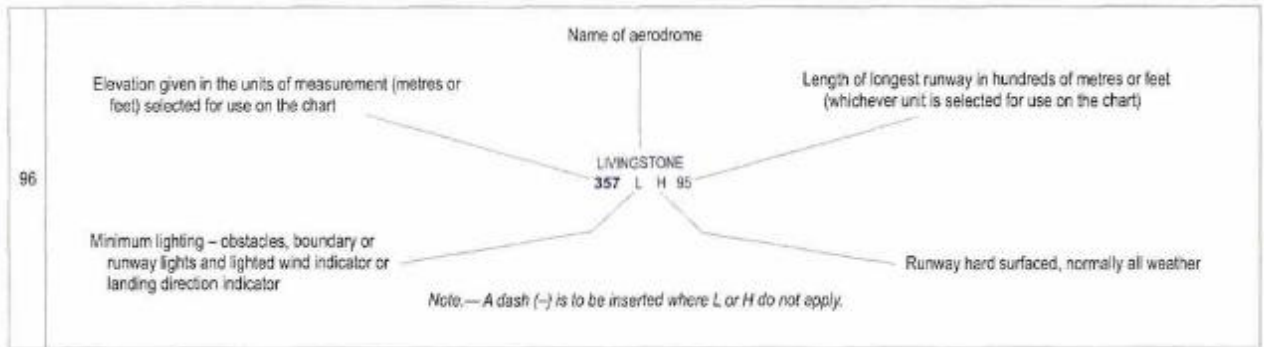 Name of aerodrome
Elevation given in the units of measurement (metres or
feet) selected for use on the chart
Length of longest runway in hundreds of metres or feet
(whichever unit is selected for use on the chart)
96
LIVINGSTONE
357 L H 95
Minimum lighting – obstacles, boundary or
runway lights and lighted wind indicator or
landing direction indicator
Runway hard surfaced, normally all weather
Note.— A dash (–) is to be inserted where L or H do not apply.